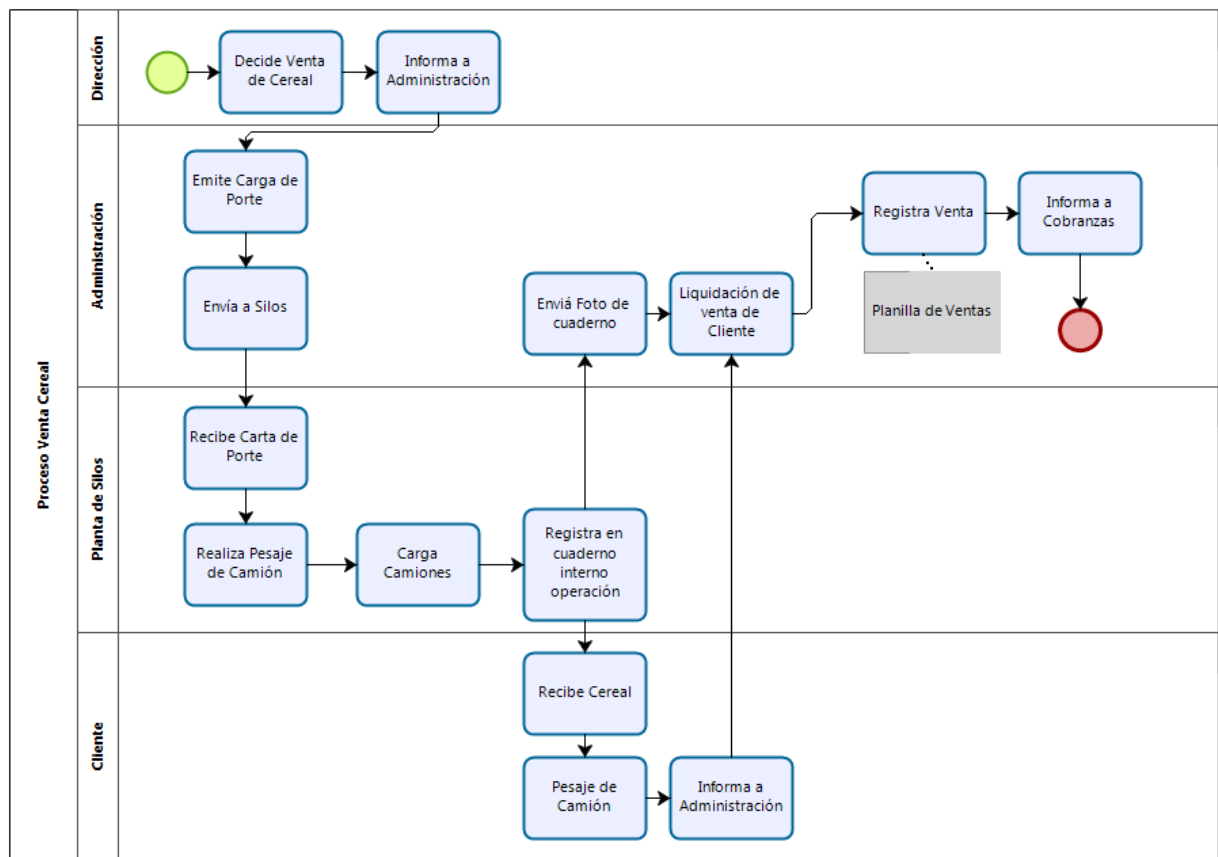 Proceso Venta Cereal
Dirección
Decide Venta
de Cereal
Informa a
Administración
Administración
Emite Carga de
Porte
Envía a Silos
Enviá Foto de
cuaderno
Liquidación de
venta de
Cliente
Registra Venta
Informa a
Cobranzas
Planilla de Ventas
Planta de Silos
Recibe Carta de
Porte
Realiza Pesaje
de Camión
Carga
Camiones
Registra en
cuaderno
interno
operación
Cliente
Recibe Cereal
Pesaje de
Camión
Informa a
Administración